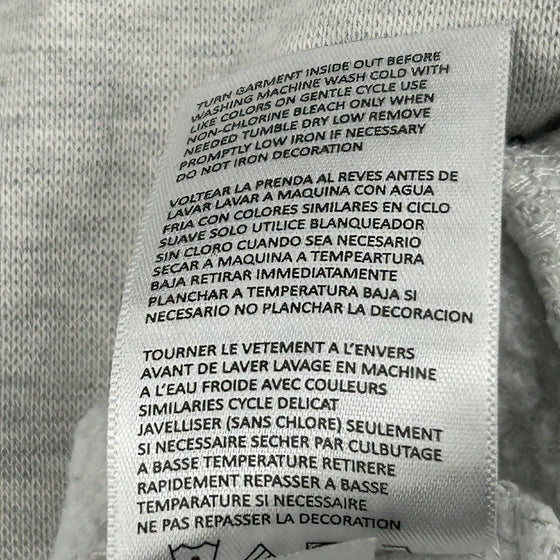 TURN GARMENT INSIDE OUT BEFORE
WASHING MACHINE WASH COLD WITH
LIKE COLORS ON GENTLE CYCLE USE
NON-CHLORINE BLEACH ONLY WHEN
NEEDED TUMBLE DRY LOW REMOVE
PROMPTLY LOW IRON IF NECESSARY
DO NOT IRON DECORATION
VOLTEAR LA PRENDA AL REVES ANTES DE
LAVAR LAVAR A MAQUINA CON AGUA
FRIA CON COLORES SIMILARES EN CICLO
SUAVE SOLO UTILICE BLANQUEADOR
SIN CLORO CUANDO SEA NECESARIO
SECAR A MAQUINA A TEMPEARTURA
BAJA RETIRAR IMMEDIATAMENTE
PLANCHAR A TEMPERATURA BAJA SI
NECESARIO NO PLANCHAR LA DECORACION
TOURNER LE VETEMENT A L'ENVERS
AVANT DE LAVER LAVAGE EN MACHINE
A L'EAU FROIDE AVEC COULEURS
SIMILARIES CYCLE DELICAT
JAVELLISER (SANS CHLORE) SEULEMENT
SI NECESSAIRE SECHER PAR CULBUTAGE
A BASSE TEMPERATURE RETIRERE
RAPIDEMENT REPASSER A BASSE
TEMPARATURE SI NECESSAIRE
NE PAS REPASSER LA DECORATION